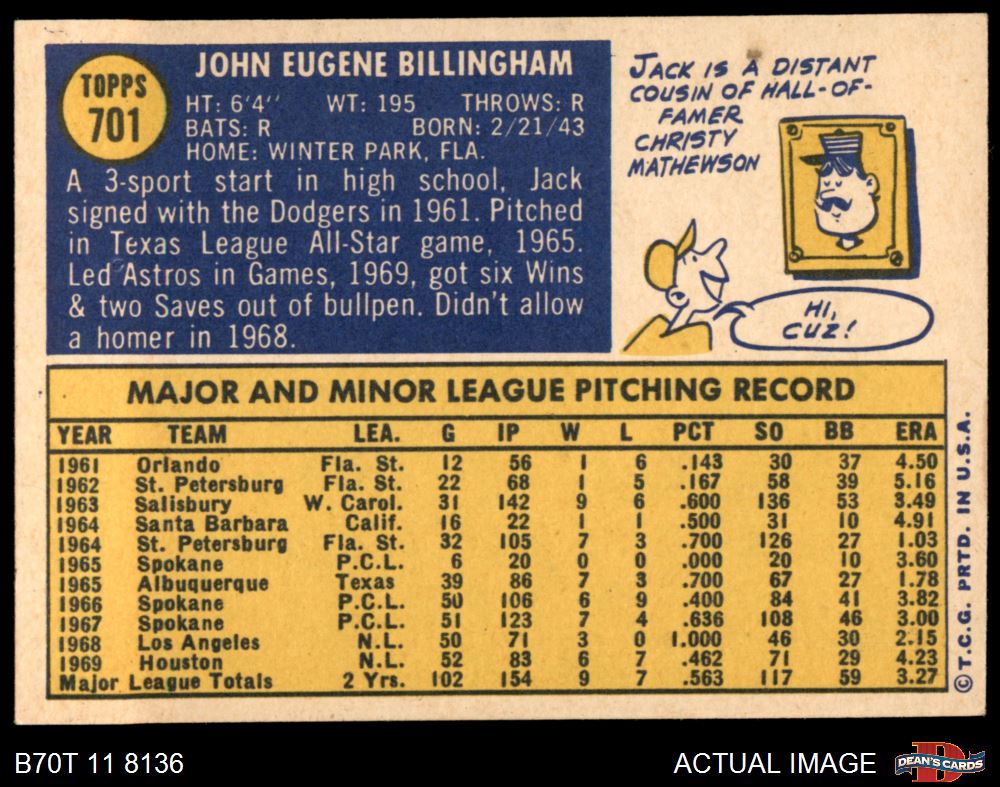 TOPPS
701
JOHN EUGENE BILLINGHAM
HT: 6'4" WT: 195 THROWS: R
BATS: R BORN: 2/21/43
HOME: WINTER PARK, FLA.
A 3-sport start in high school, Jack
signed with the Dodgers in 1961. Pitched
in Texas League All-Star game, 1965.
Led Astros in Games, 1969, got six Wins
& two Saves out of bullpen. Didn't allow
a homer in 1968.
JACK IS A DISTANT
COUSIN OF HALL-OF-
FAMER
CHRISTY
MATHEWSON
HI,
CUZ!
MAJOR AND MINOR LEAGUE PITCHING RECORD
YEAR TEAM LEA. G IP W L PCT SO BB ERA
1961 Orlando Fla. St. 12 56 1 6 .143 30 37 4.50
1962 St. Petersburg Fla. St. 22 68 1 5 .167 58 39 5.16
1963 Salisbury W. Carol. 31 142 9 6 .600 136 53 3.49
1964 Santa Barbara Calif. 16 22 1 1 .500 31 10 4.91
1964 St. Petersburg Fla. St. 32 105 7 3 .700 126 27 1.03
1965 Spokane P.C.L. 6 20 0 0 .000 20 10 3.60
1965 Albuquerque Texas 39 86 7 3 .700 67 27 1.78
1966 Spokane P.C.L. 50 106 6 9 .400 84 41 3.82
1967 Spokane P.C.L. 51 123 7 4 .636 108 46 3.00
1968 Los Angeles N.L. 50 71 3 0 1.000 46 30 2.15
1969 Houston N.L. 52 83 6 7 .462 71 29 4.23
Major League Totals 2 Yrs. 102 154 9 7 .563 117 59 3.27
© T.C.G. PRTD. IN U.S.A.
B70T 11 8136
ACTUAL IMAGE
DEAN'S CARDS